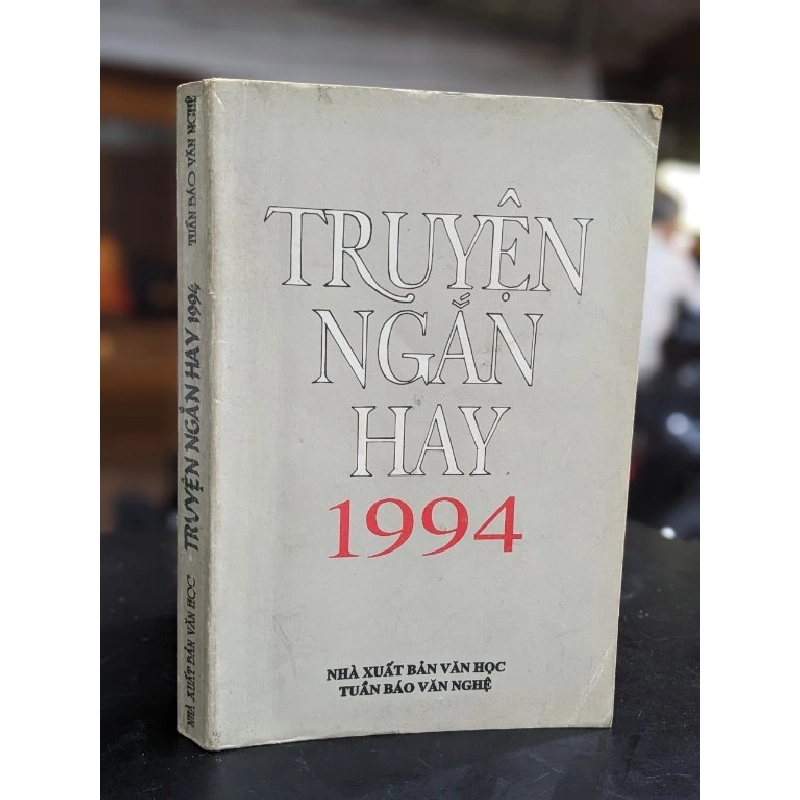 TRUYỆN
NGẮN
HAY
1994
NHÀ XUẤT BẢN VĂN HỌC
TUẦN BÁO VĂN NGHỆ
NHÀ XUẤT BẢN VĂN HỌC TRUYỆN NGẮN HAY 1994 TUẦN BÁO VĂN NGHỆ